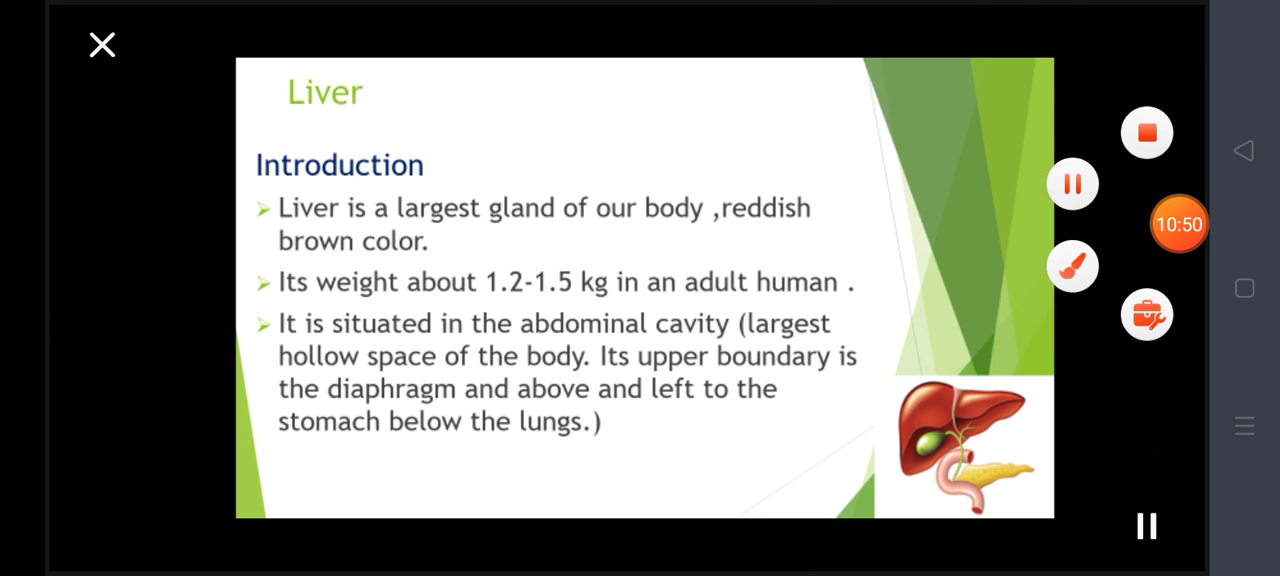 Liver
Introduction
➢ Liver is a largest gland of our body ,reddish
brown color.
➢ Its weight about 1.2-1.5 kg in an adult human .
➢ It is situated in the abdominal cavity (largest
hollow space of the body. Its upper boundary is
the diaphragm and above and left to the
stomach below the lungs.)
10:50